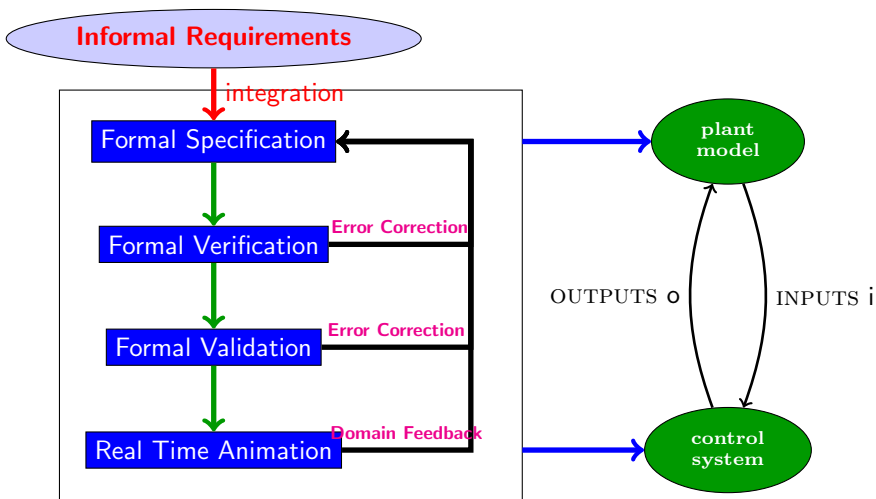 Informal Requirements
integration
Formal Specification
plant
model
Error Correction
Formal Verification
OUTPUTS o
INPUTS i
Error Correction
Formal Validation
Domain Feedback
Real Time Animation
control
system